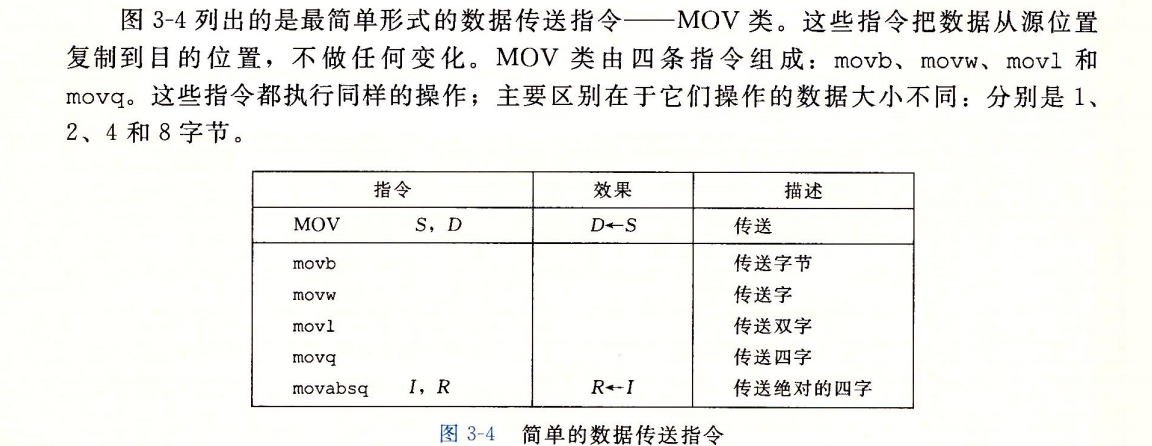 图 3-4 列出的是最简单形式的数据传送指令——MOV 类。这些指令把数据从源位置
复制到目的位置，不做任何变化。MOV 类由四条指令组成：movb、movw、movl 和
movq。这些指令都执行同样的操作；主要区别在于它们操作的数据大小不同：分别是 1、
2、4 和 8 字节。
指令 效果 描述
MOV S，D D←S 传送
movb 传送字节
movw 传送字
movl 传送双字
movq 传送四字
movabsq I，R R←I 传送绝对的四字
图 3-4 简单的数据传送指令